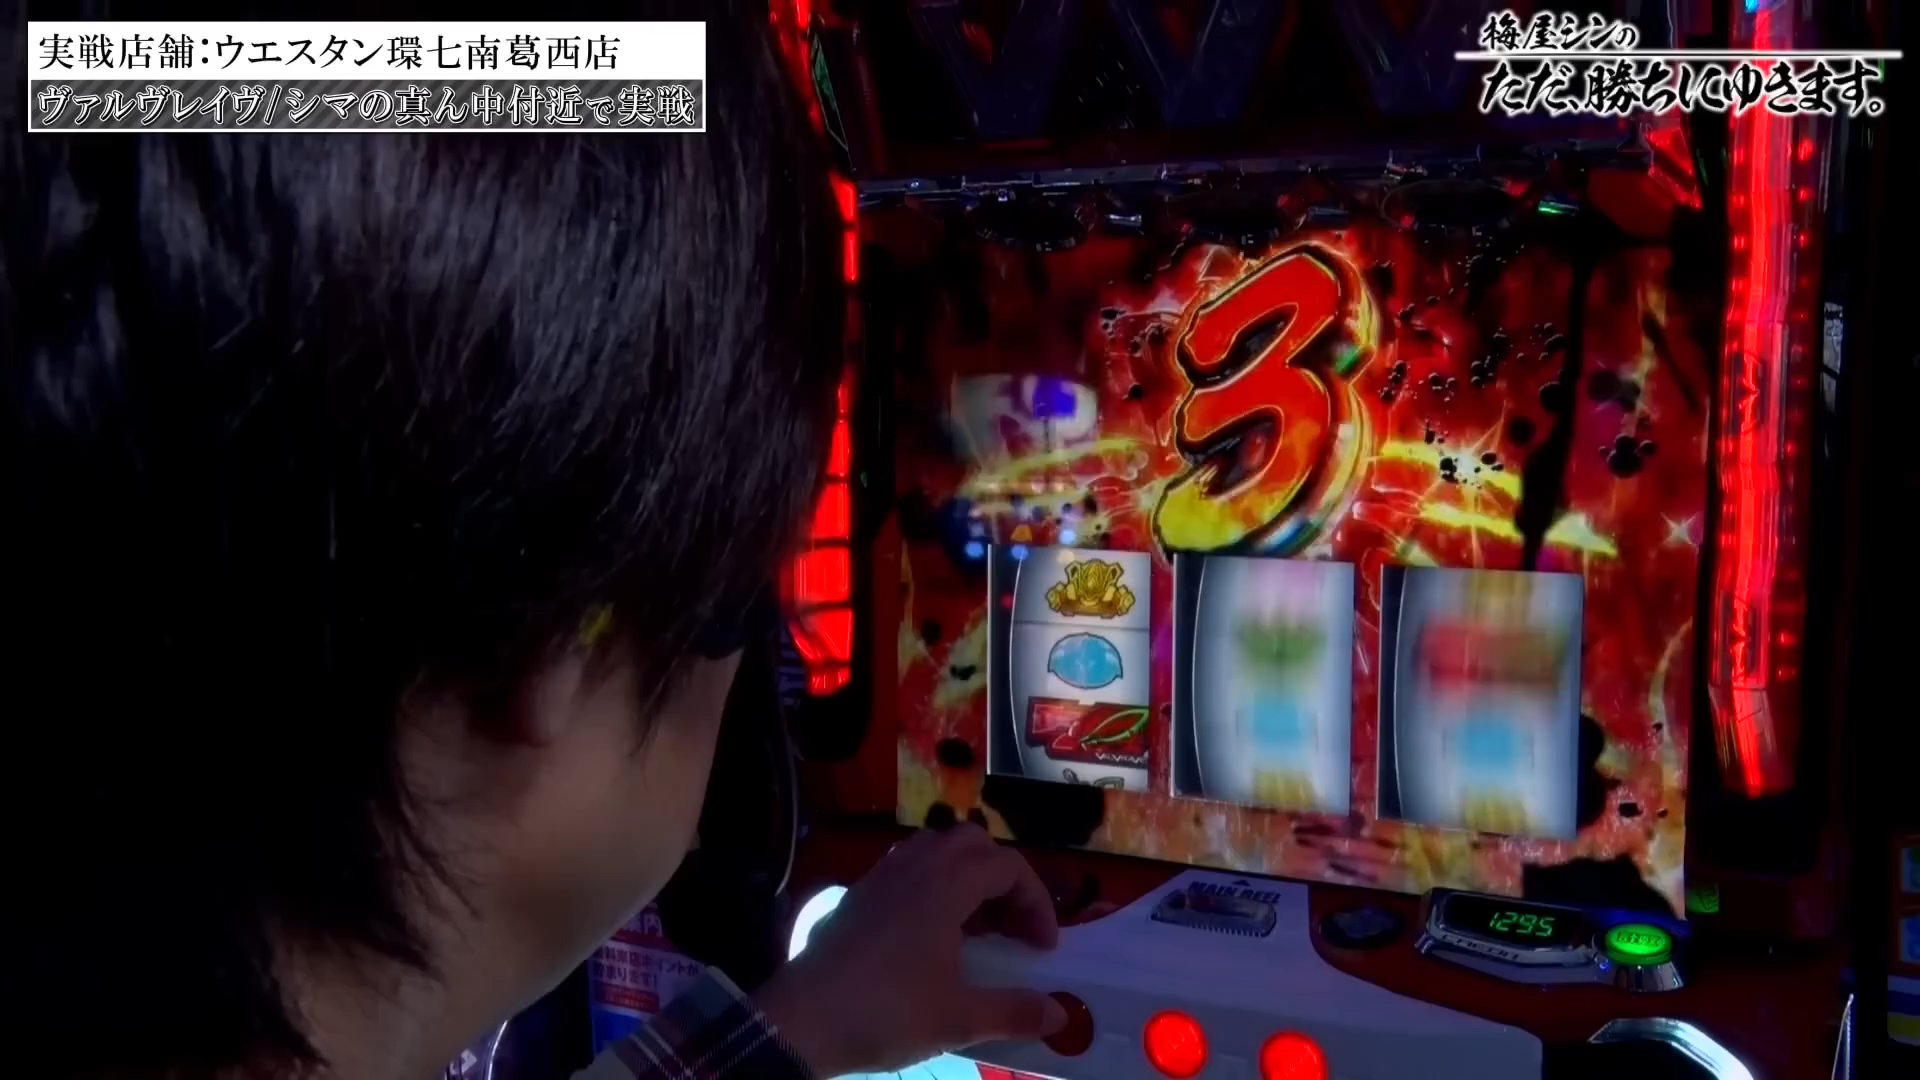 実戦店舗：ウエスタン環七南葛西店
ヴァルヴレイヴ/シマの真ん中付近で実戦
梅屋シンの
ただ、勝ちにゆきます。
3
MAIN REEL
1295
CREDIT